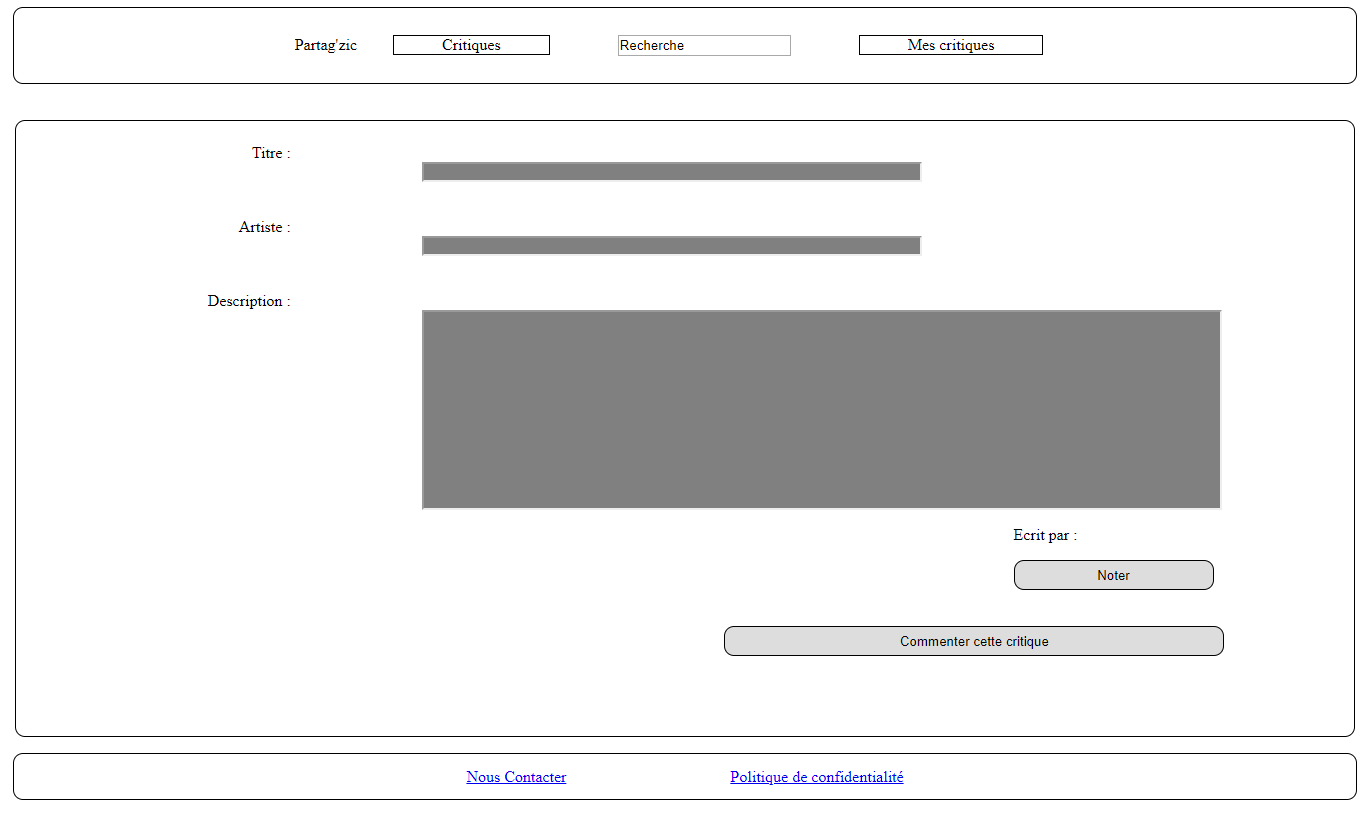 Partag'zic Critiques Recherche Mes critiques
Titre :
Artiste :
Description :
Ecrit par :
Noter
Commenter cette critique
Nous Contacter Politique de confidentialité